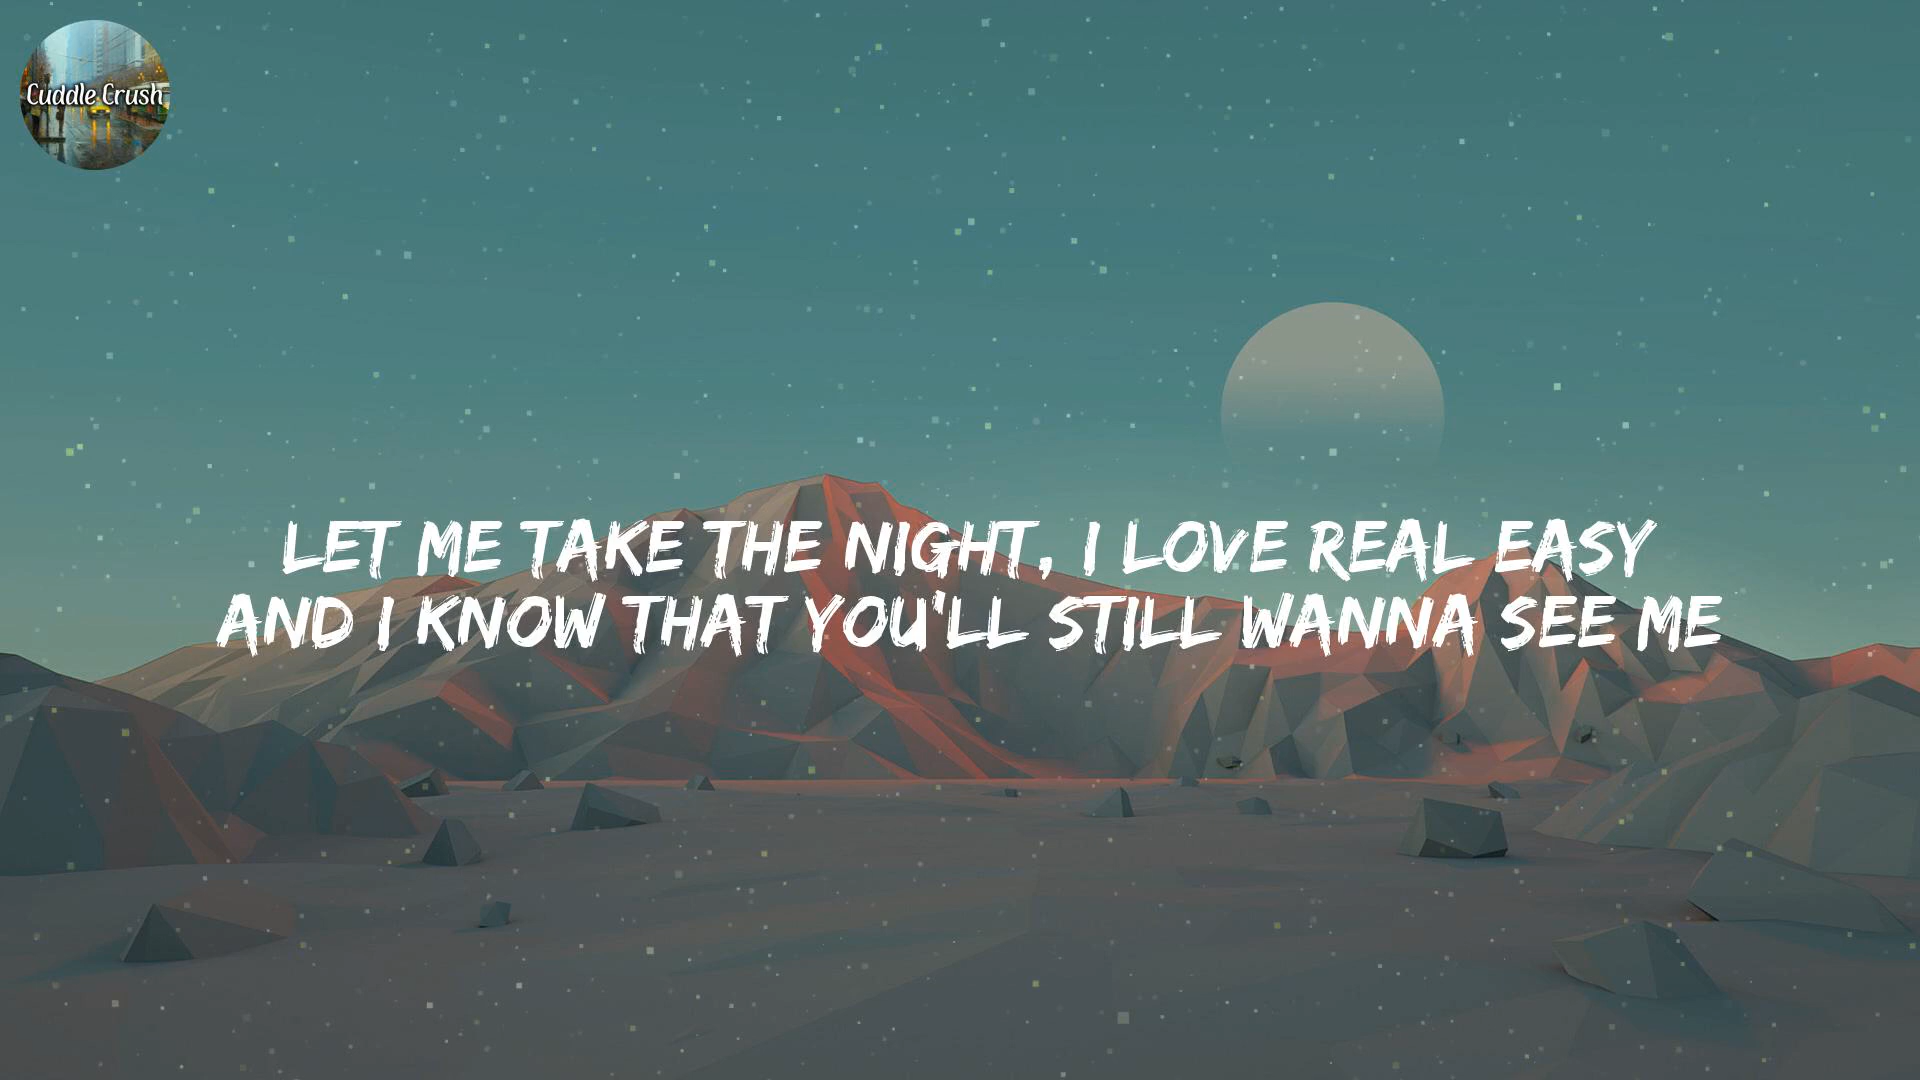 Cuddle Crush
LET ME TAKE THE NIGHT, I LOVE REAL EASY
AND I KNOW THAT YOU'LL STILL WANNA SEE ME